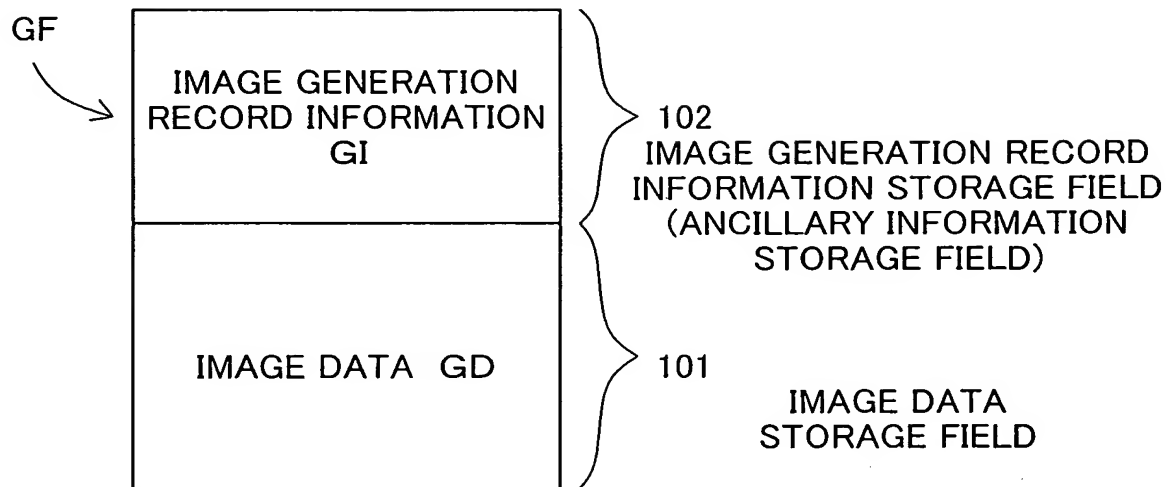 GF
IMAGE GENERATION
RECORD INFORMATION
GI
102
IMAGE GENERATION RECORD
INFORMATION STORAGE FIELD
(ANCILLARY INFORMATION
STORAGE FIELD)
IMAGE DATA GD
101
IMAGE DATA
STORAGE FIELD